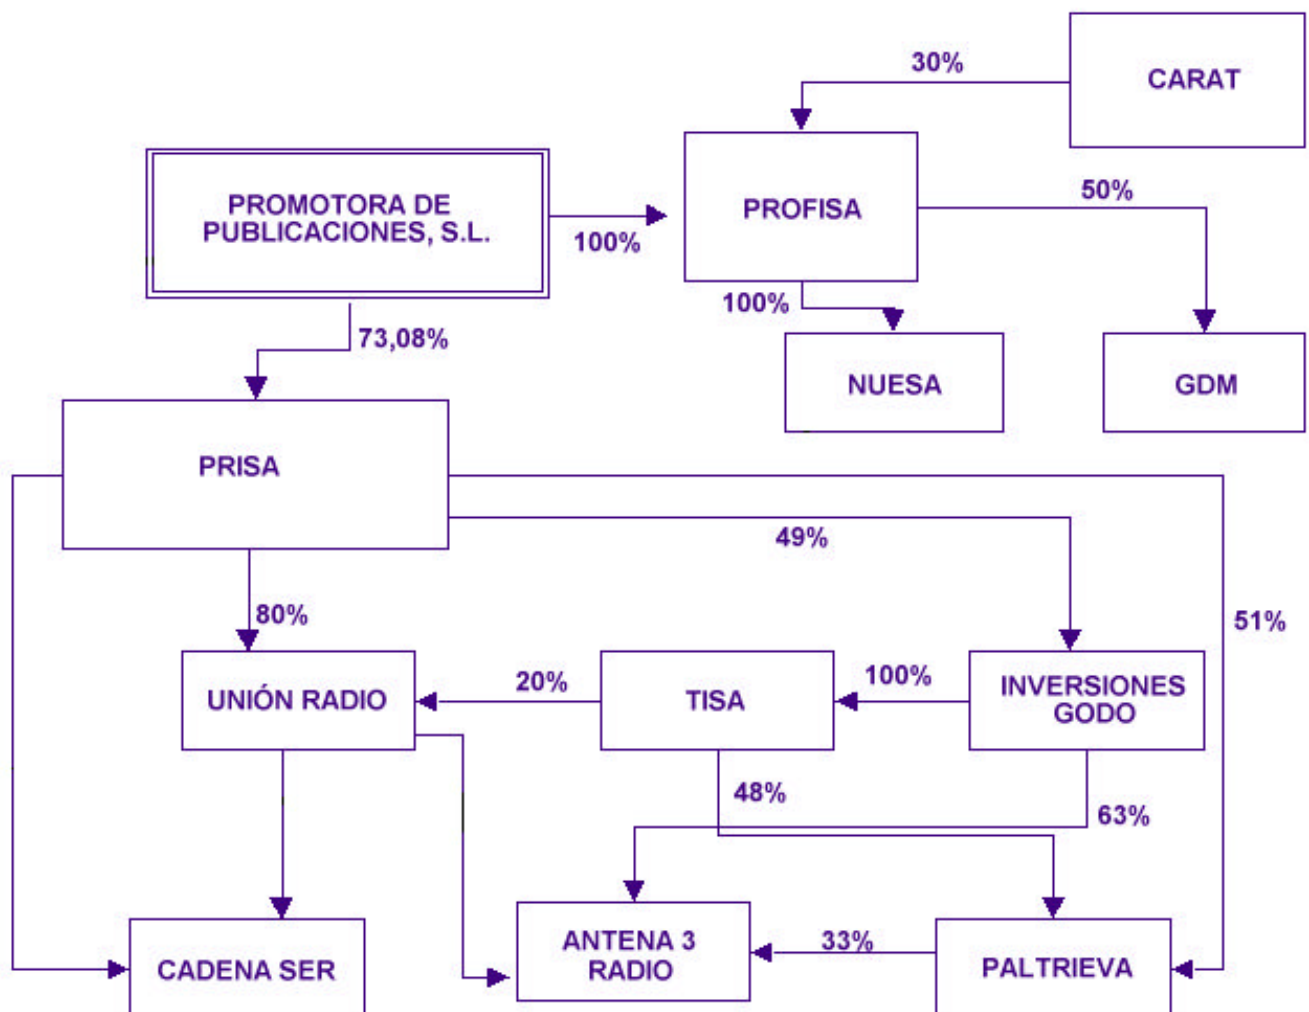 30%
CARAT
PROMOTORA DE
PUBLICACIONES, S.L.
100%
PROFISA
50%
100%
73,08%
NUESA
GDM
PRISA
49%
80%
51%
UNIÓN RADIO
20%
TISA
100%
INVERSIONES
GODO
48%
63%
CADENA SER
ANTENA 3
RADIO
33%
PALTRIEVA